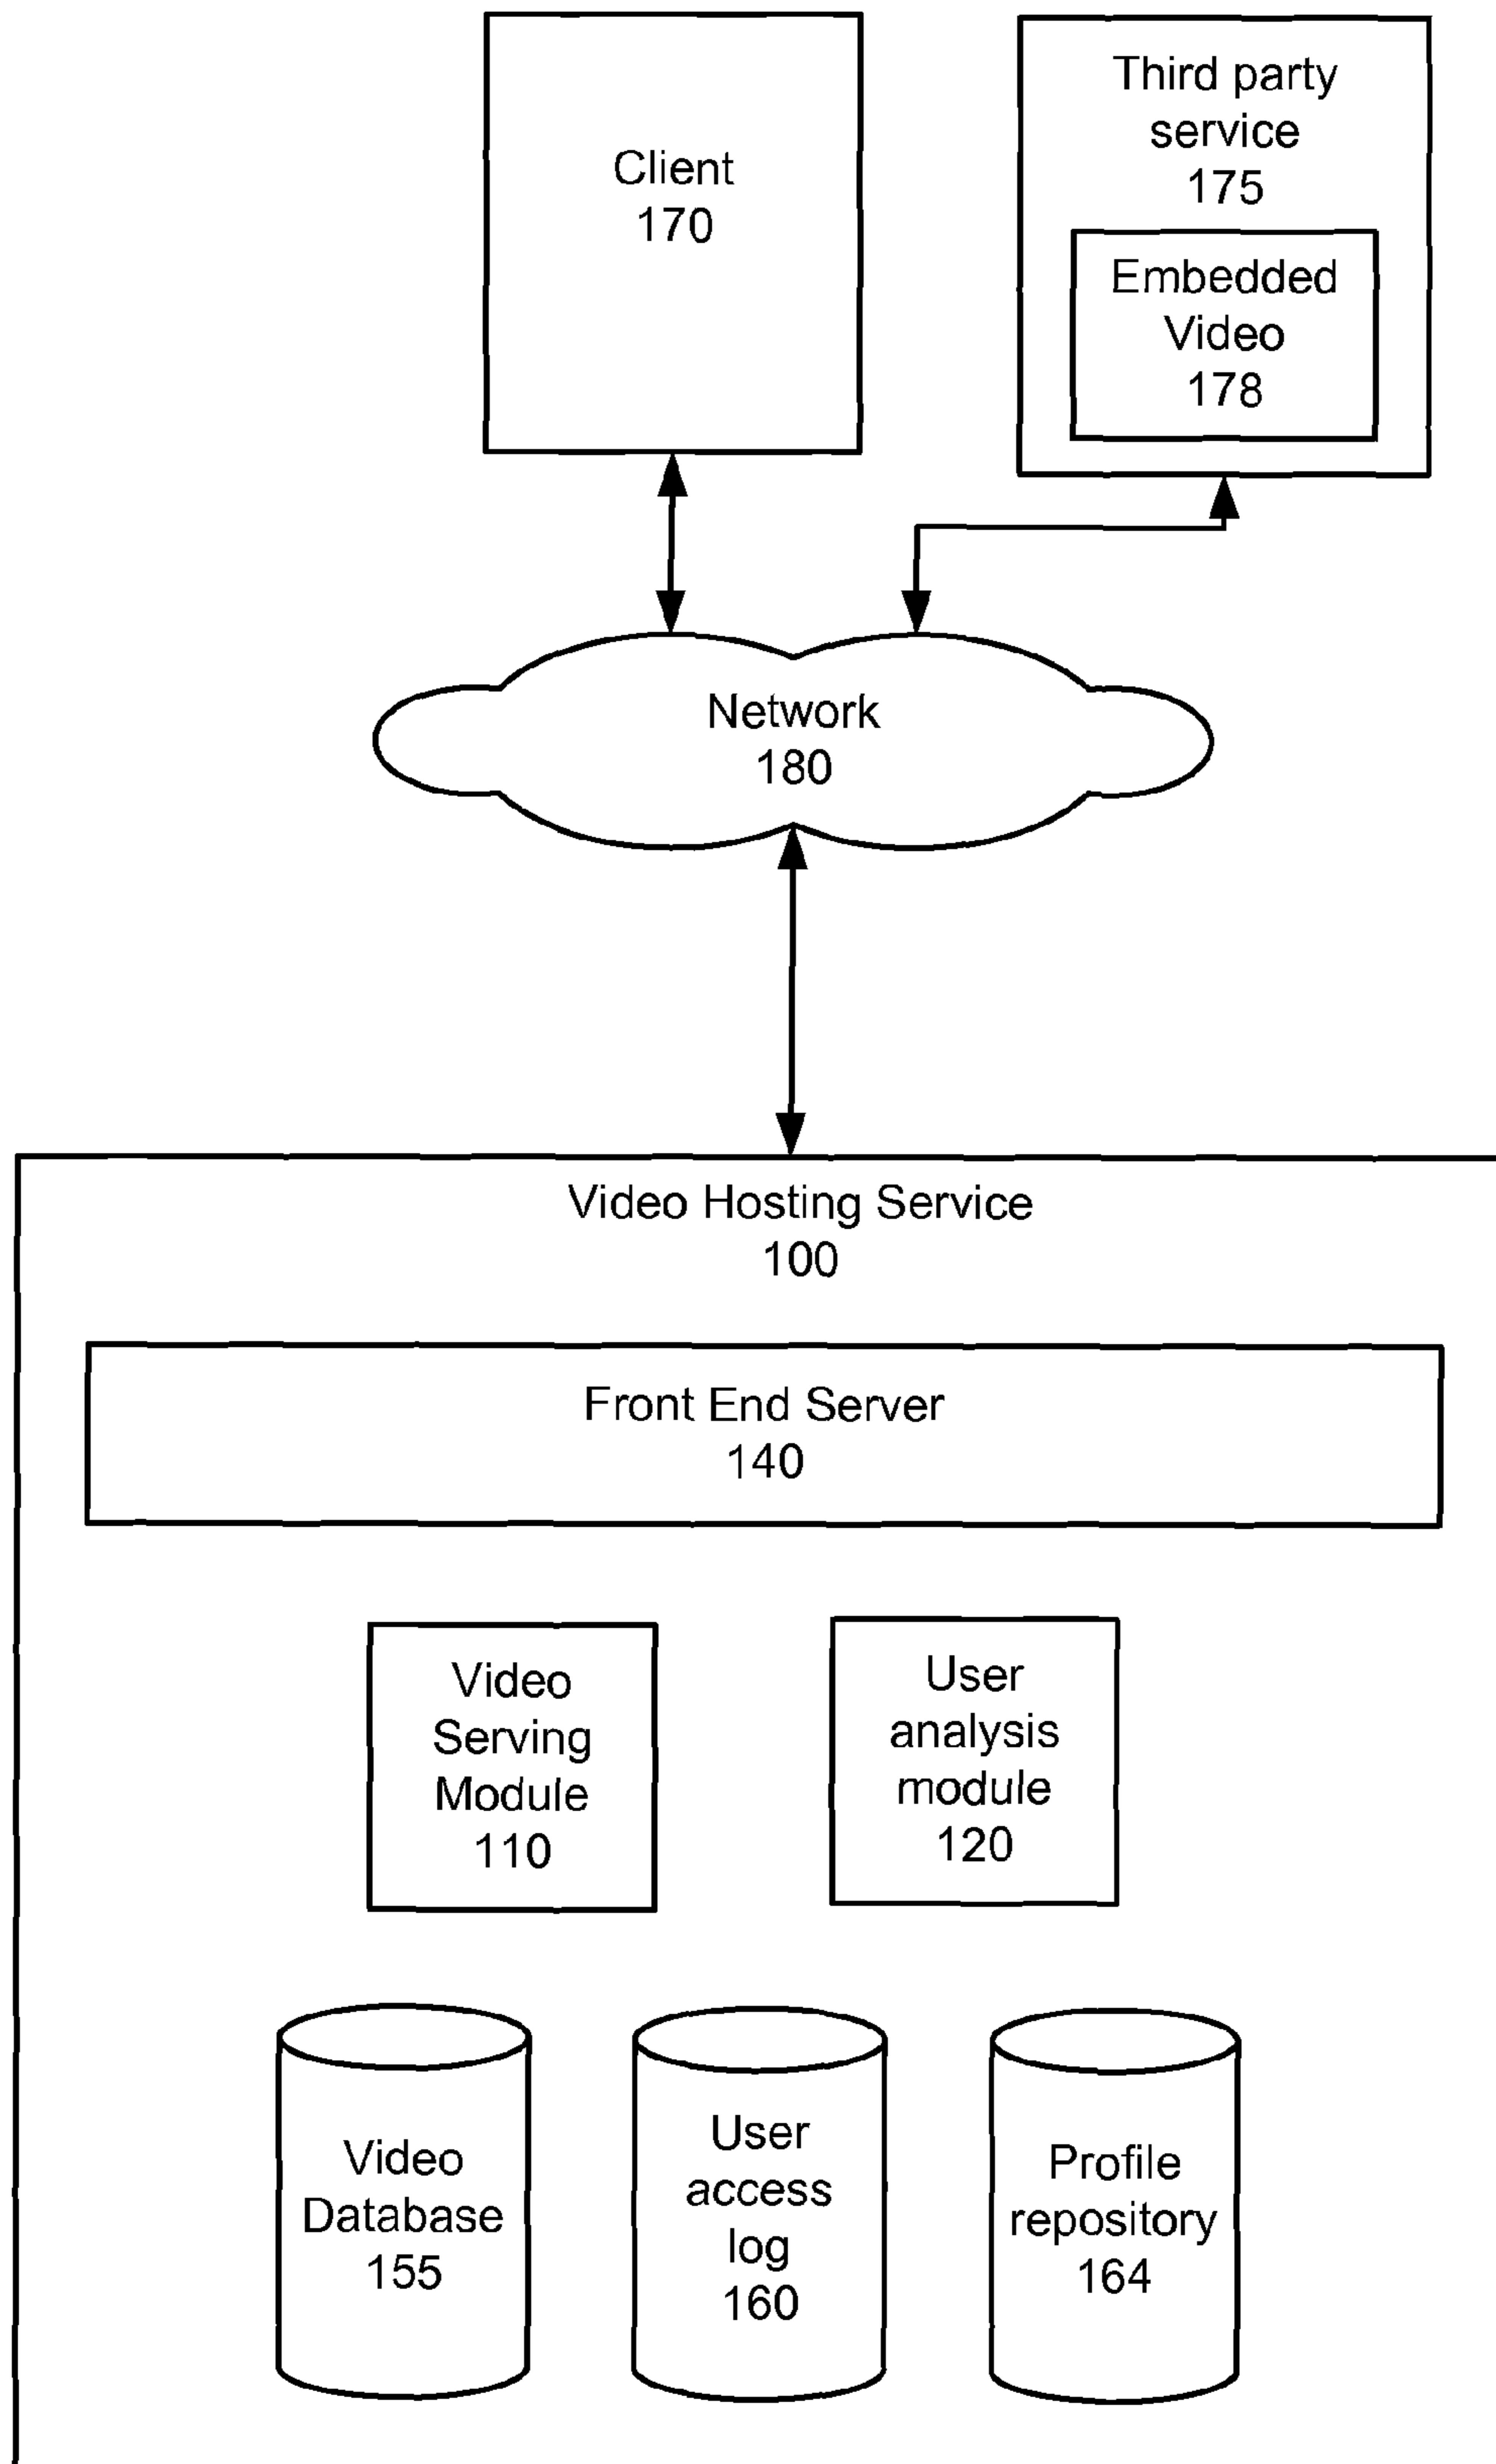 Client
170
Third party
service
175
Embedded
Video
178
Network
180
Video Hosting Service
100
Front End Server
140
Video
Serving
Module
110
User
analysis
module
120
Video
Database
155
User
access
log
160
Profile
repository
164